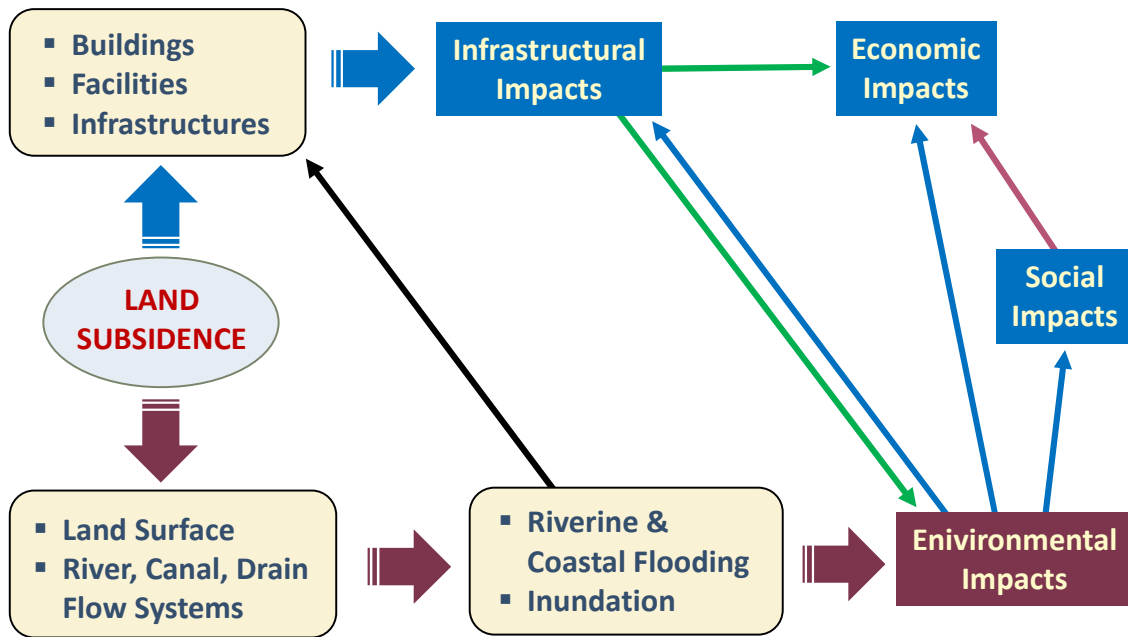 ▪ Buildings
▪ Facilities
▪ Infrastructures
Infrastructural
Impacts
Economic
Impacts
LAND
SUBSIDENCE
Social
Impacts
▪ Land Surface
▪ River, Canal, Drain
Flow Systems
▪ Riverine &
Coastal Flooding
▪ Inundation
Enivironmental
Impacts